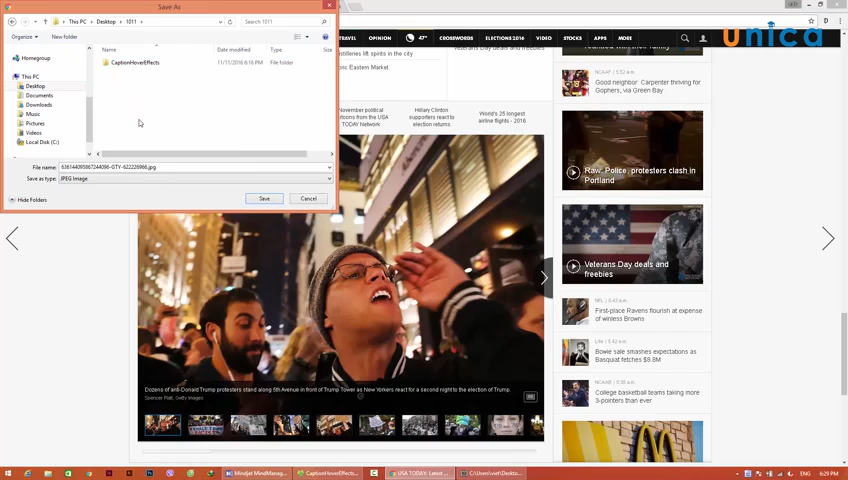 Save As
This PC
Desktop
1011
Search 1011
Organize
New folder
Name
Date modified
Type
Size
CaptionHoverEffects
11/11/2016 6:16 PM
File folder
Homegroup
This PC
Desktop
Documents
Downloads
Music
Pictures
Videos
Local Disk (C:)
File name:
Save as type:
JPEG Image
Hide Folders
Save
Cancel
TRAVEL
OPINION
47°
CROSSWORDS
ELECTIONS 2016
VIDEO
STOCKS
APPS
MORE
unica
distilleries lift spirits in the city
Veterans Day deals and
freebies
Eastern Market
November political
cartoons from the USA
TODAY Network
Hillary Clinton
supporters react to
election returns
World's 25 longest
airline flights - 2016
NCAAF | 5:52 a.m.
Good neighbor: Carpenter thriving for
Gophers, via Green Bay
Raw: Police, protesters clash in
Portland
Veterans Day deals and
freebies
NFL | 5:43 a.m.
First-place Ravens flourish at expense
of winless Browns
Life | 5:42 a.m.
Bowie sale smashes expectations as
Basquiat fetches $8.8M
College basketball teams taking more
3-pointers than ever
Dozens of anti-Donald Trump protesters stand along 5th Avenue in front of Trump Tower as New Yorkers react for a second night to the election of Trump.
Spencer Platt, Getty Images
Mindjet MindManag...
CaptionHoverEffects...
USA TODAY: Latest ...
C:\Users\viet\Deskto...
ENG
6:29 PM